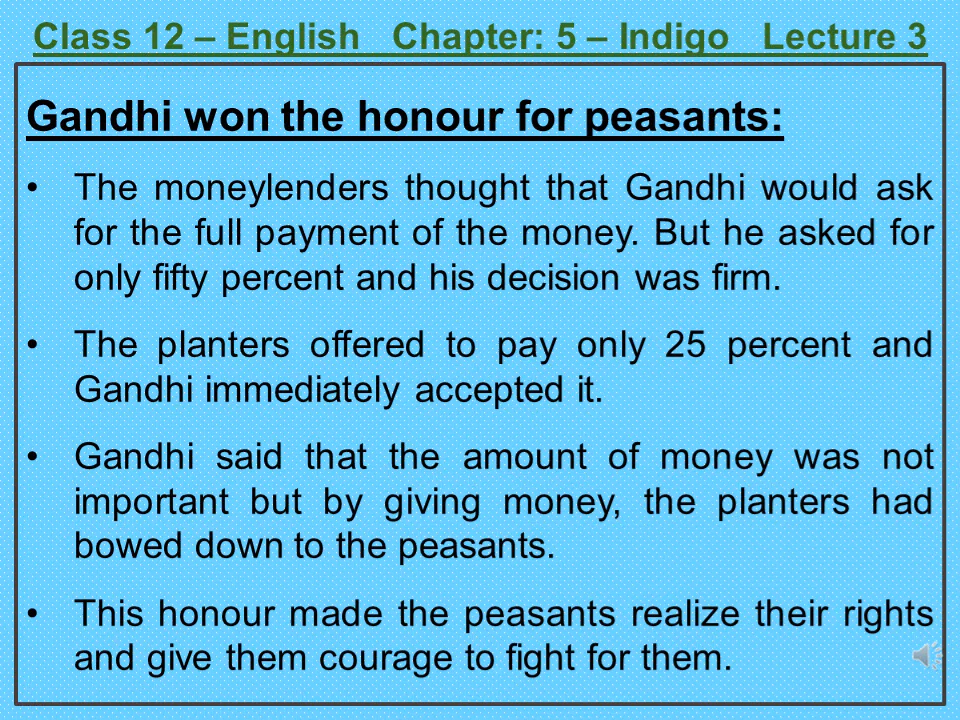 Class 12 – English Chapter: 5 – Indigo Lecture 3
Gandhi won the honour for peasants:
• The moneylenders thought that Gandhi would ask
for the full payment of the money. But he asked for
only fifty percent and his decision was firm.
• The planters offered to pay only 25 percent and
Gandhi immediately accepted it.
• Gandhi said that the amount of money was not
important but by giving money, the planters had
bowed down to the peasants.
• This honour made the peasants realize their rights
and give them courage to fight for them.